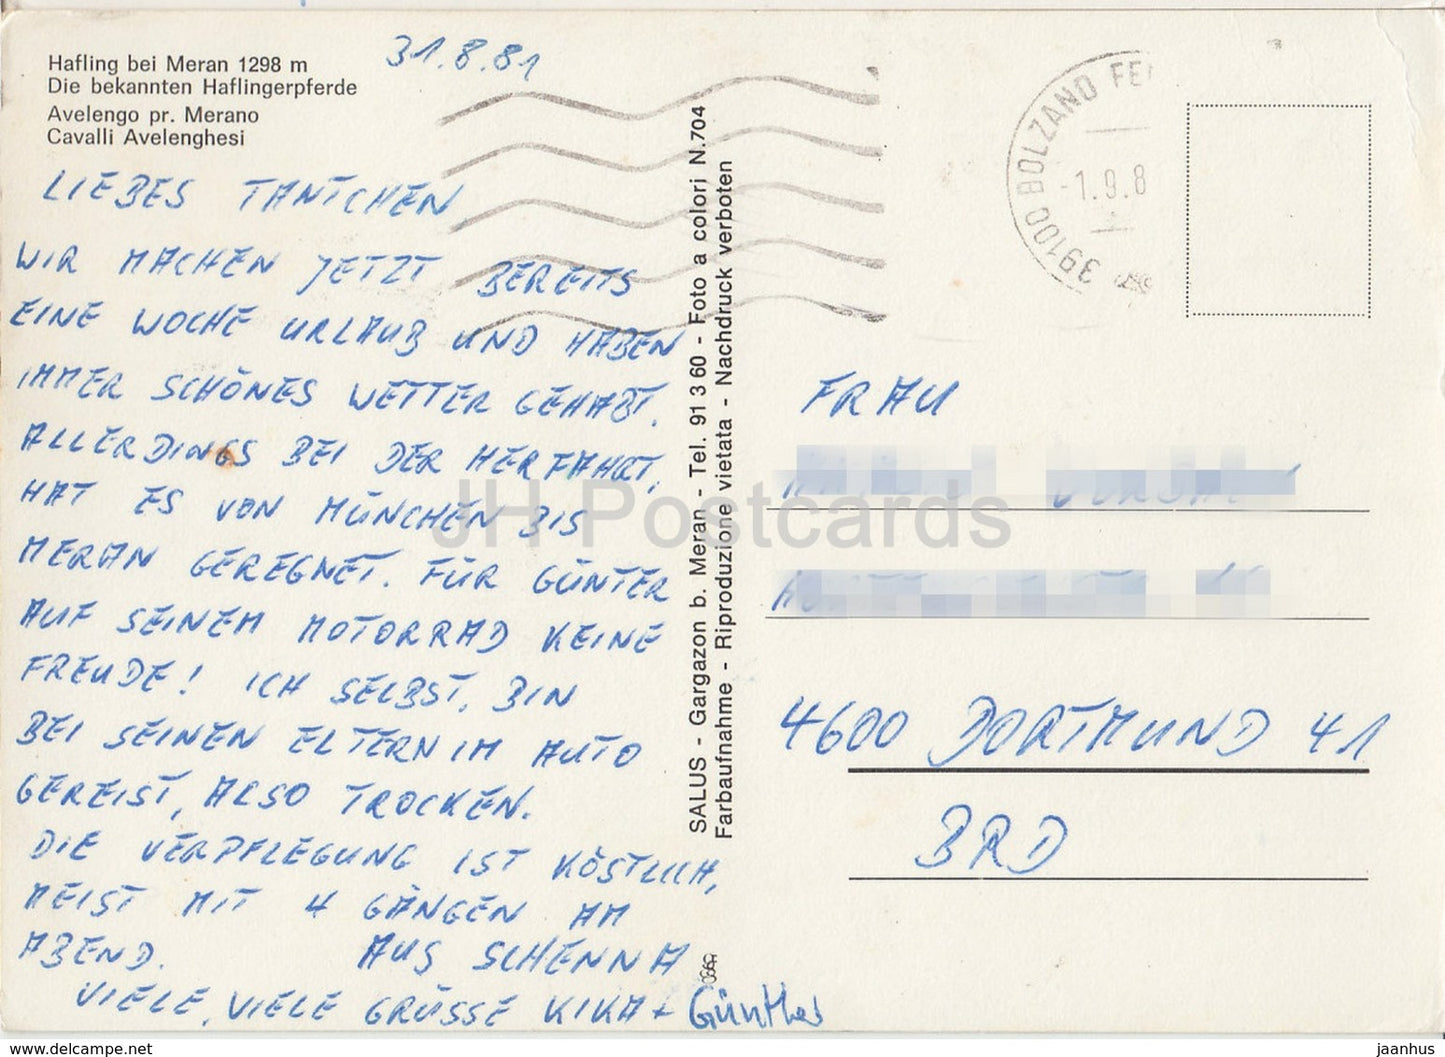 Hafling bei Meran 1298 m
Die bekannten Haflingerpferde
Avelengo pr. Merano
Cavalli Avelenghesi
31.8.81
LIEBES TANTCHEN
WIR MACHEN JETZT BEREITS
EINE WOCHE URLAUB UND HABEN
IMMER SCHÖNES WETTER GEHABT.
ALLERDINGS BEI DER HERFAHRT,
HAT ES VON MÜNCHEN BIS
MERAN GEREGNET. FÜR GÜNTER
AUF SEINEM MOTORRAD KEINE
FREUDE! ICH SELBST, BIN
BEI SEINEN ELTERN IM AUTO
GEREIST, ALSO TROCKEN.
DIE VERPFLEGUNG IST KÖSTLICH,
MEIST MIT 4 GÄNGEN AM
ABEND. AUS SCHENNA
VIELE, VIELE GRÜSSE KIKA + Günther
SALUS - Gargazon b. Meran - Tel. 91 3 60 - Foto a colori N. 704
Farbaufnahme - Riproduzione vietata - Nachdruck verboten
39100 BOLZANO FE
-1.9.8
FRAU
4600 DORTMUND 41
BRD
JH Postcards
jaanhu.com